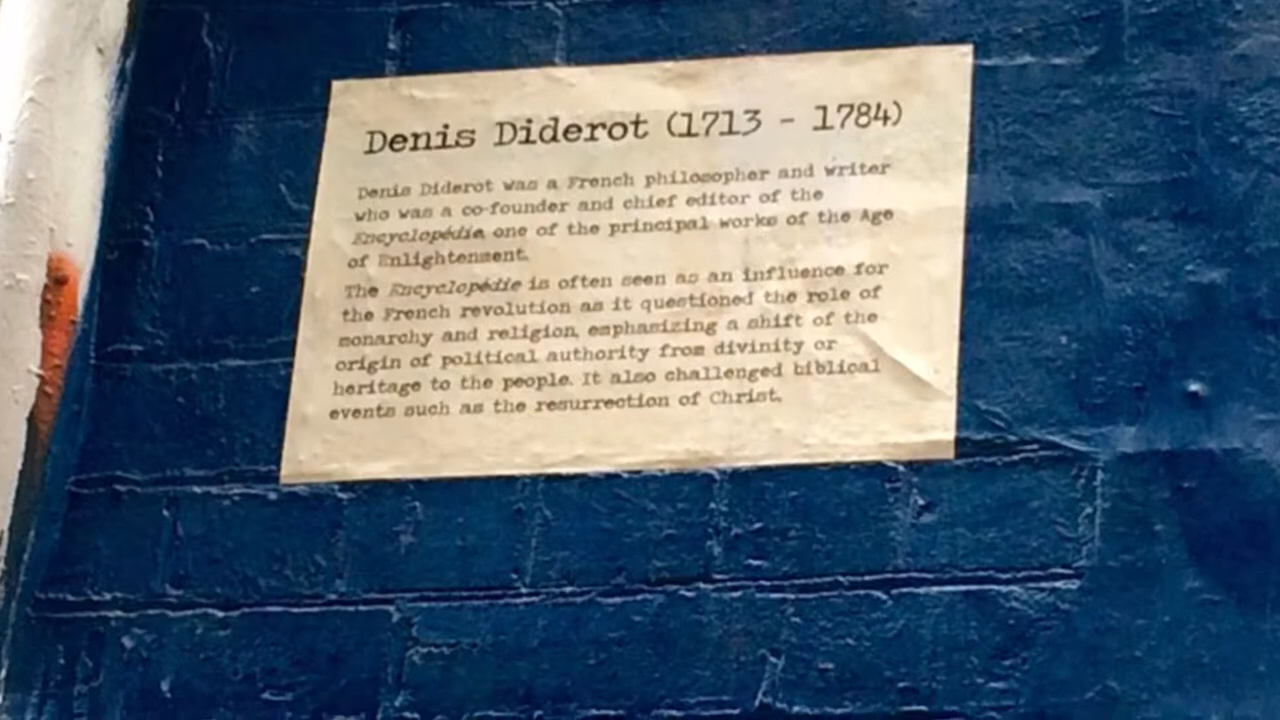 Denis Diderot (1713 - 1784)
Denis Diderot was a French philosopher and writer
who was a co-founder and chief editor of the
Encyclopédie, one of the principal works of the Age
of Enlightenment.
The Encyclopédie is often seen as an influence for
the French revolution as it questioned the role of
monarchy and religion, emphasizing a shift of the
origin of political authority from divinity or
heritage to the people. It also challenged biblical
events such as the resurrection of Christ.